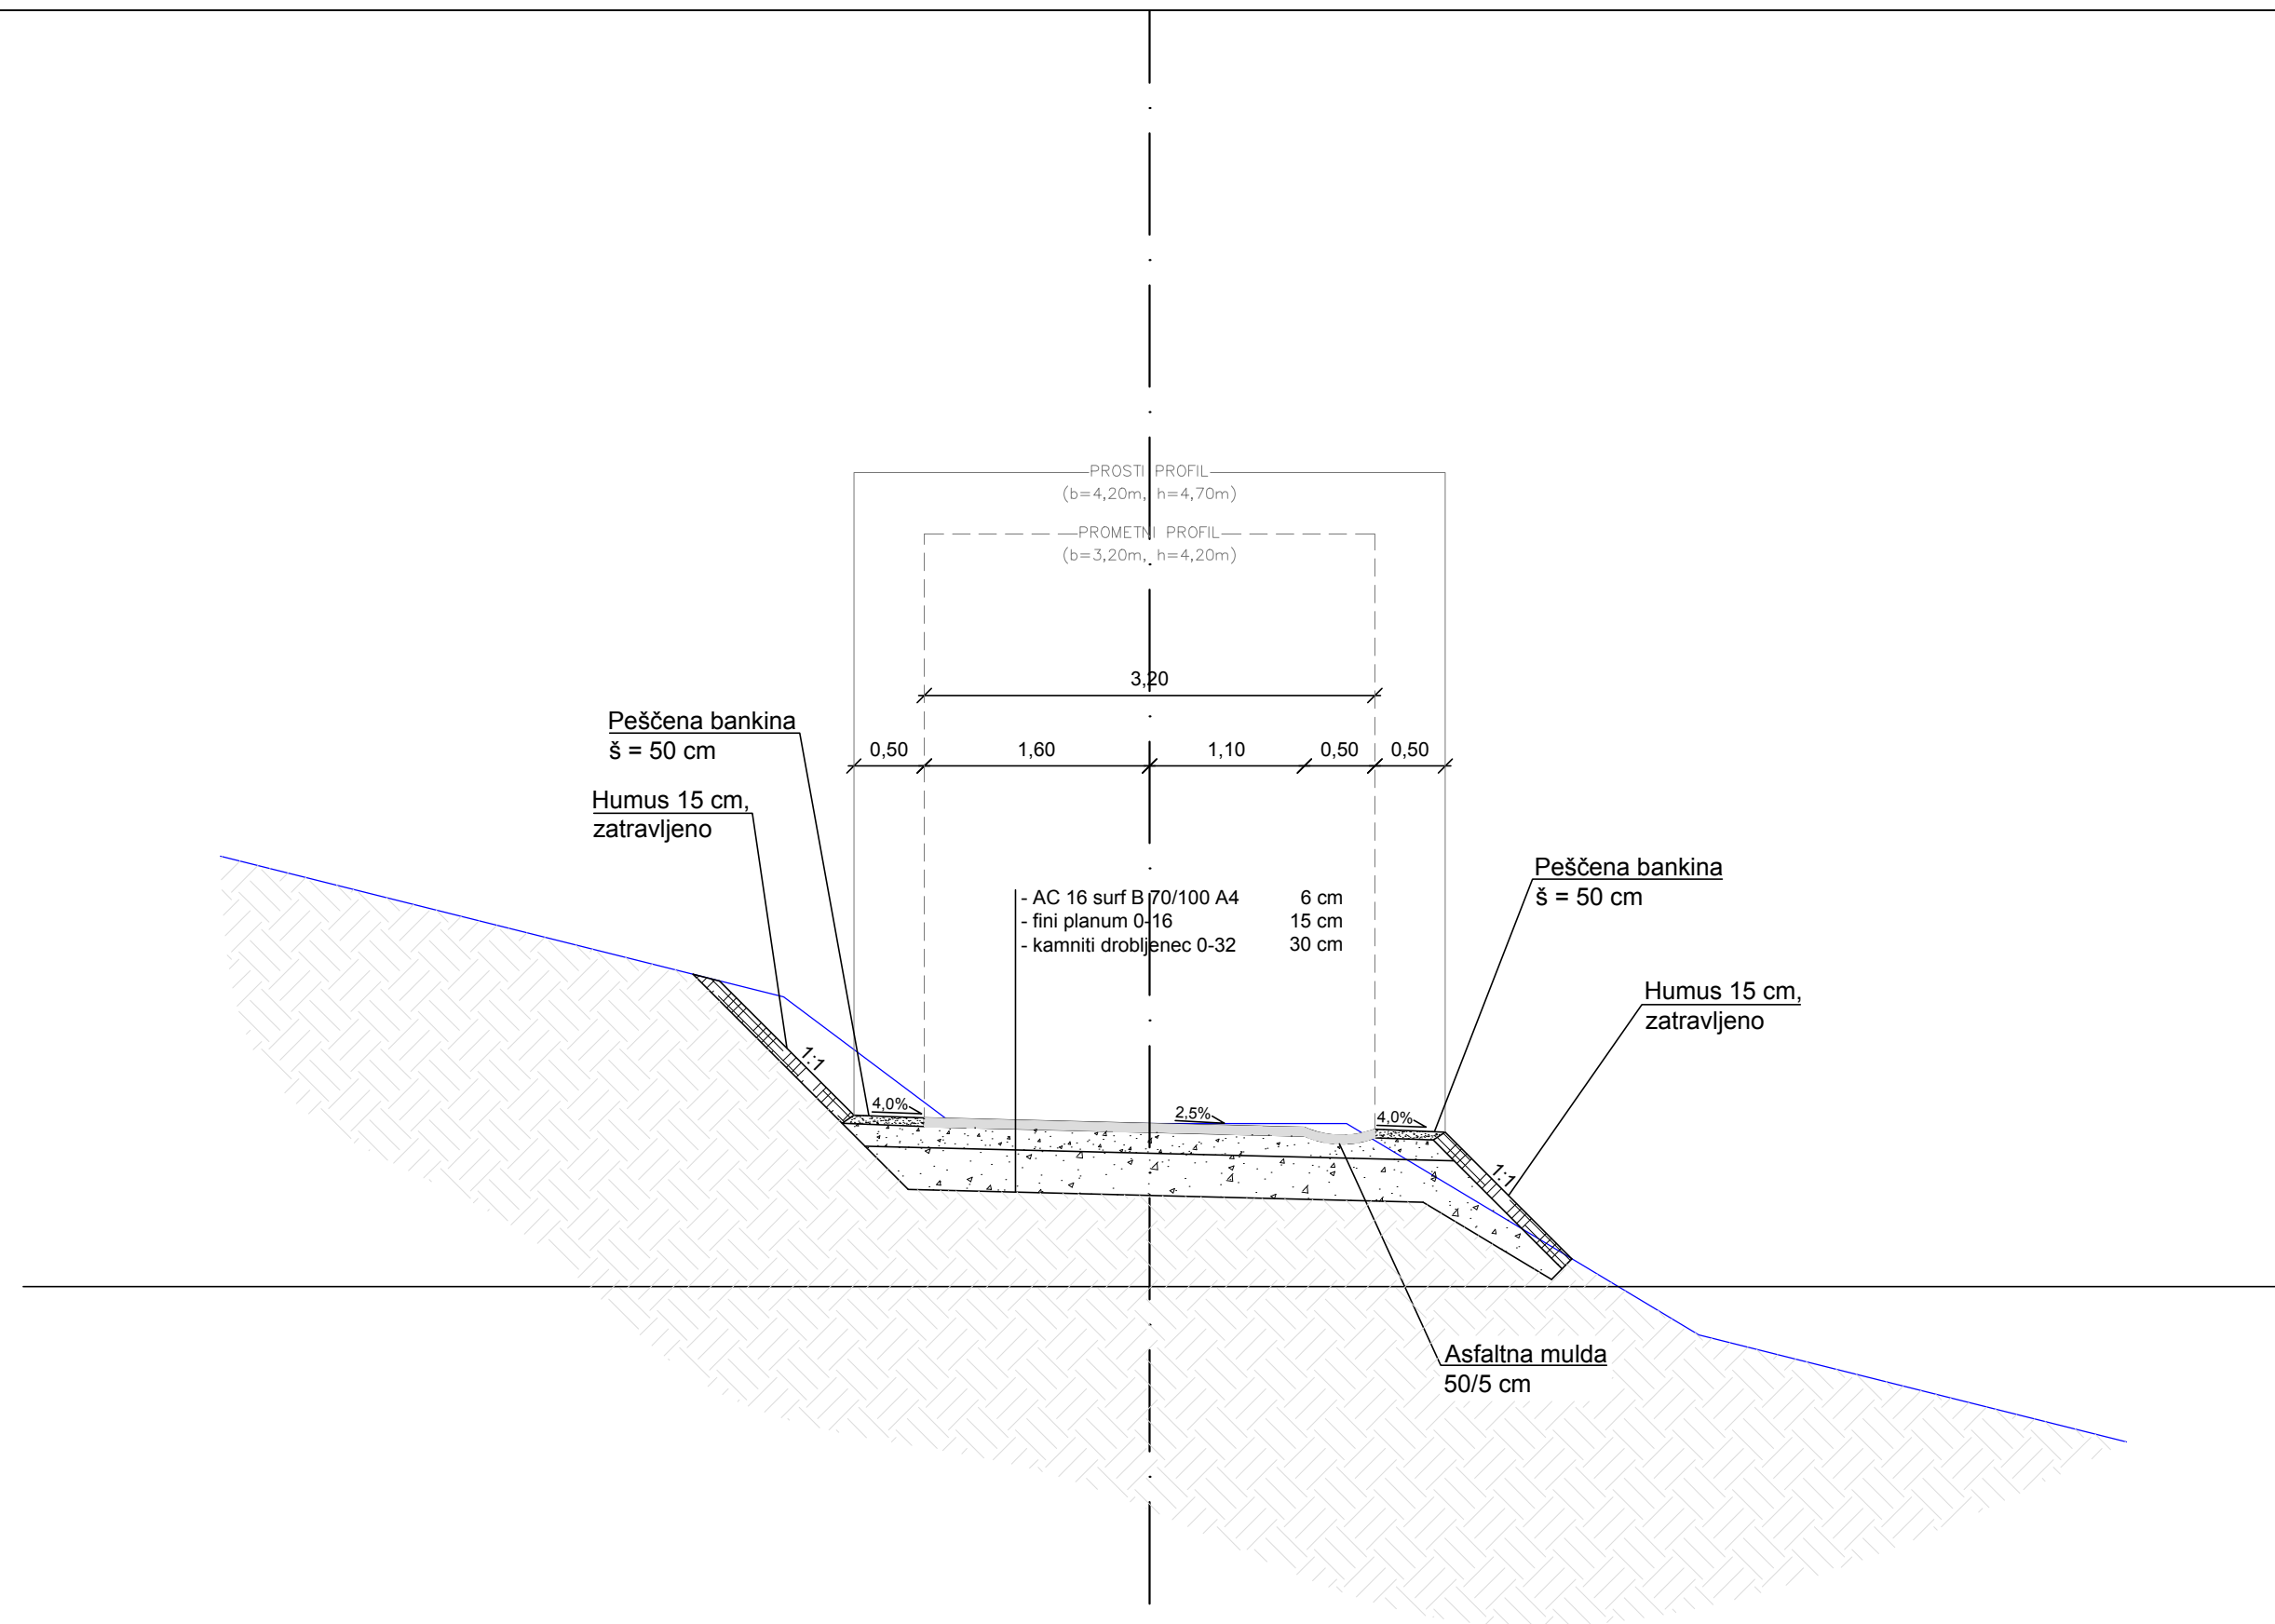 PROSTI PROFIL
(b=4,20m, h=4,70m)
PROMETNI PROFIL
(b=3,20m, h=4,20m)
3,20
0,50 1,60 1,10 0,50 0,50
Peščena bankina
š = 50 cm
Humus 15 cm,
zatravljeno
- AC 16 surf B 70/100 A4 6 cm
- fini planum 0-16 15 cm
- kamniti drobljenec 0-32 30 cm
Peščena bankina
š = 50 cm
Humus 15 cm,
zatravljeno
1:1
4,0%
2,5%
4,0%
1:1
Asfaltna mulda
50/5 cm